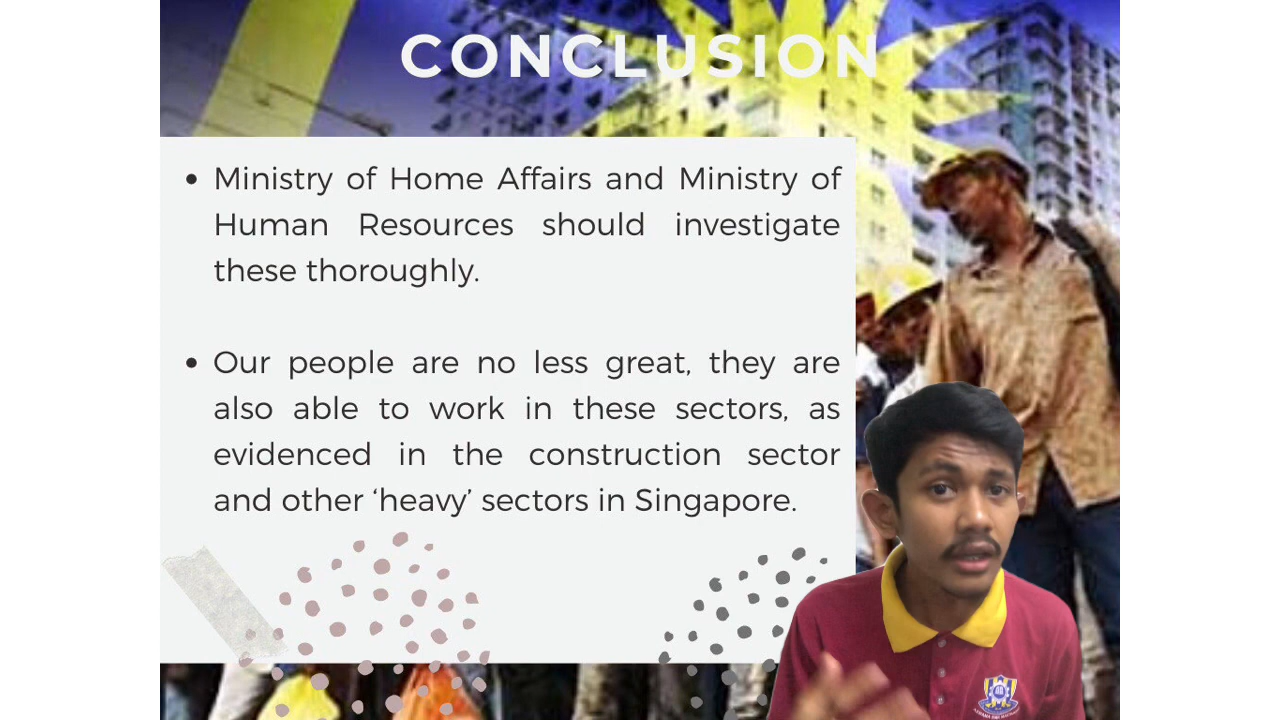 CONCLUSION
• Ministry of Home Affairs and Ministry of
Human Resources should investigate
these thoroughly.
• Our people are no less great, they are
also able to work in these sectors, as
evidenced in the construction sector
and other ‘heavy’ sectors in Singapore.